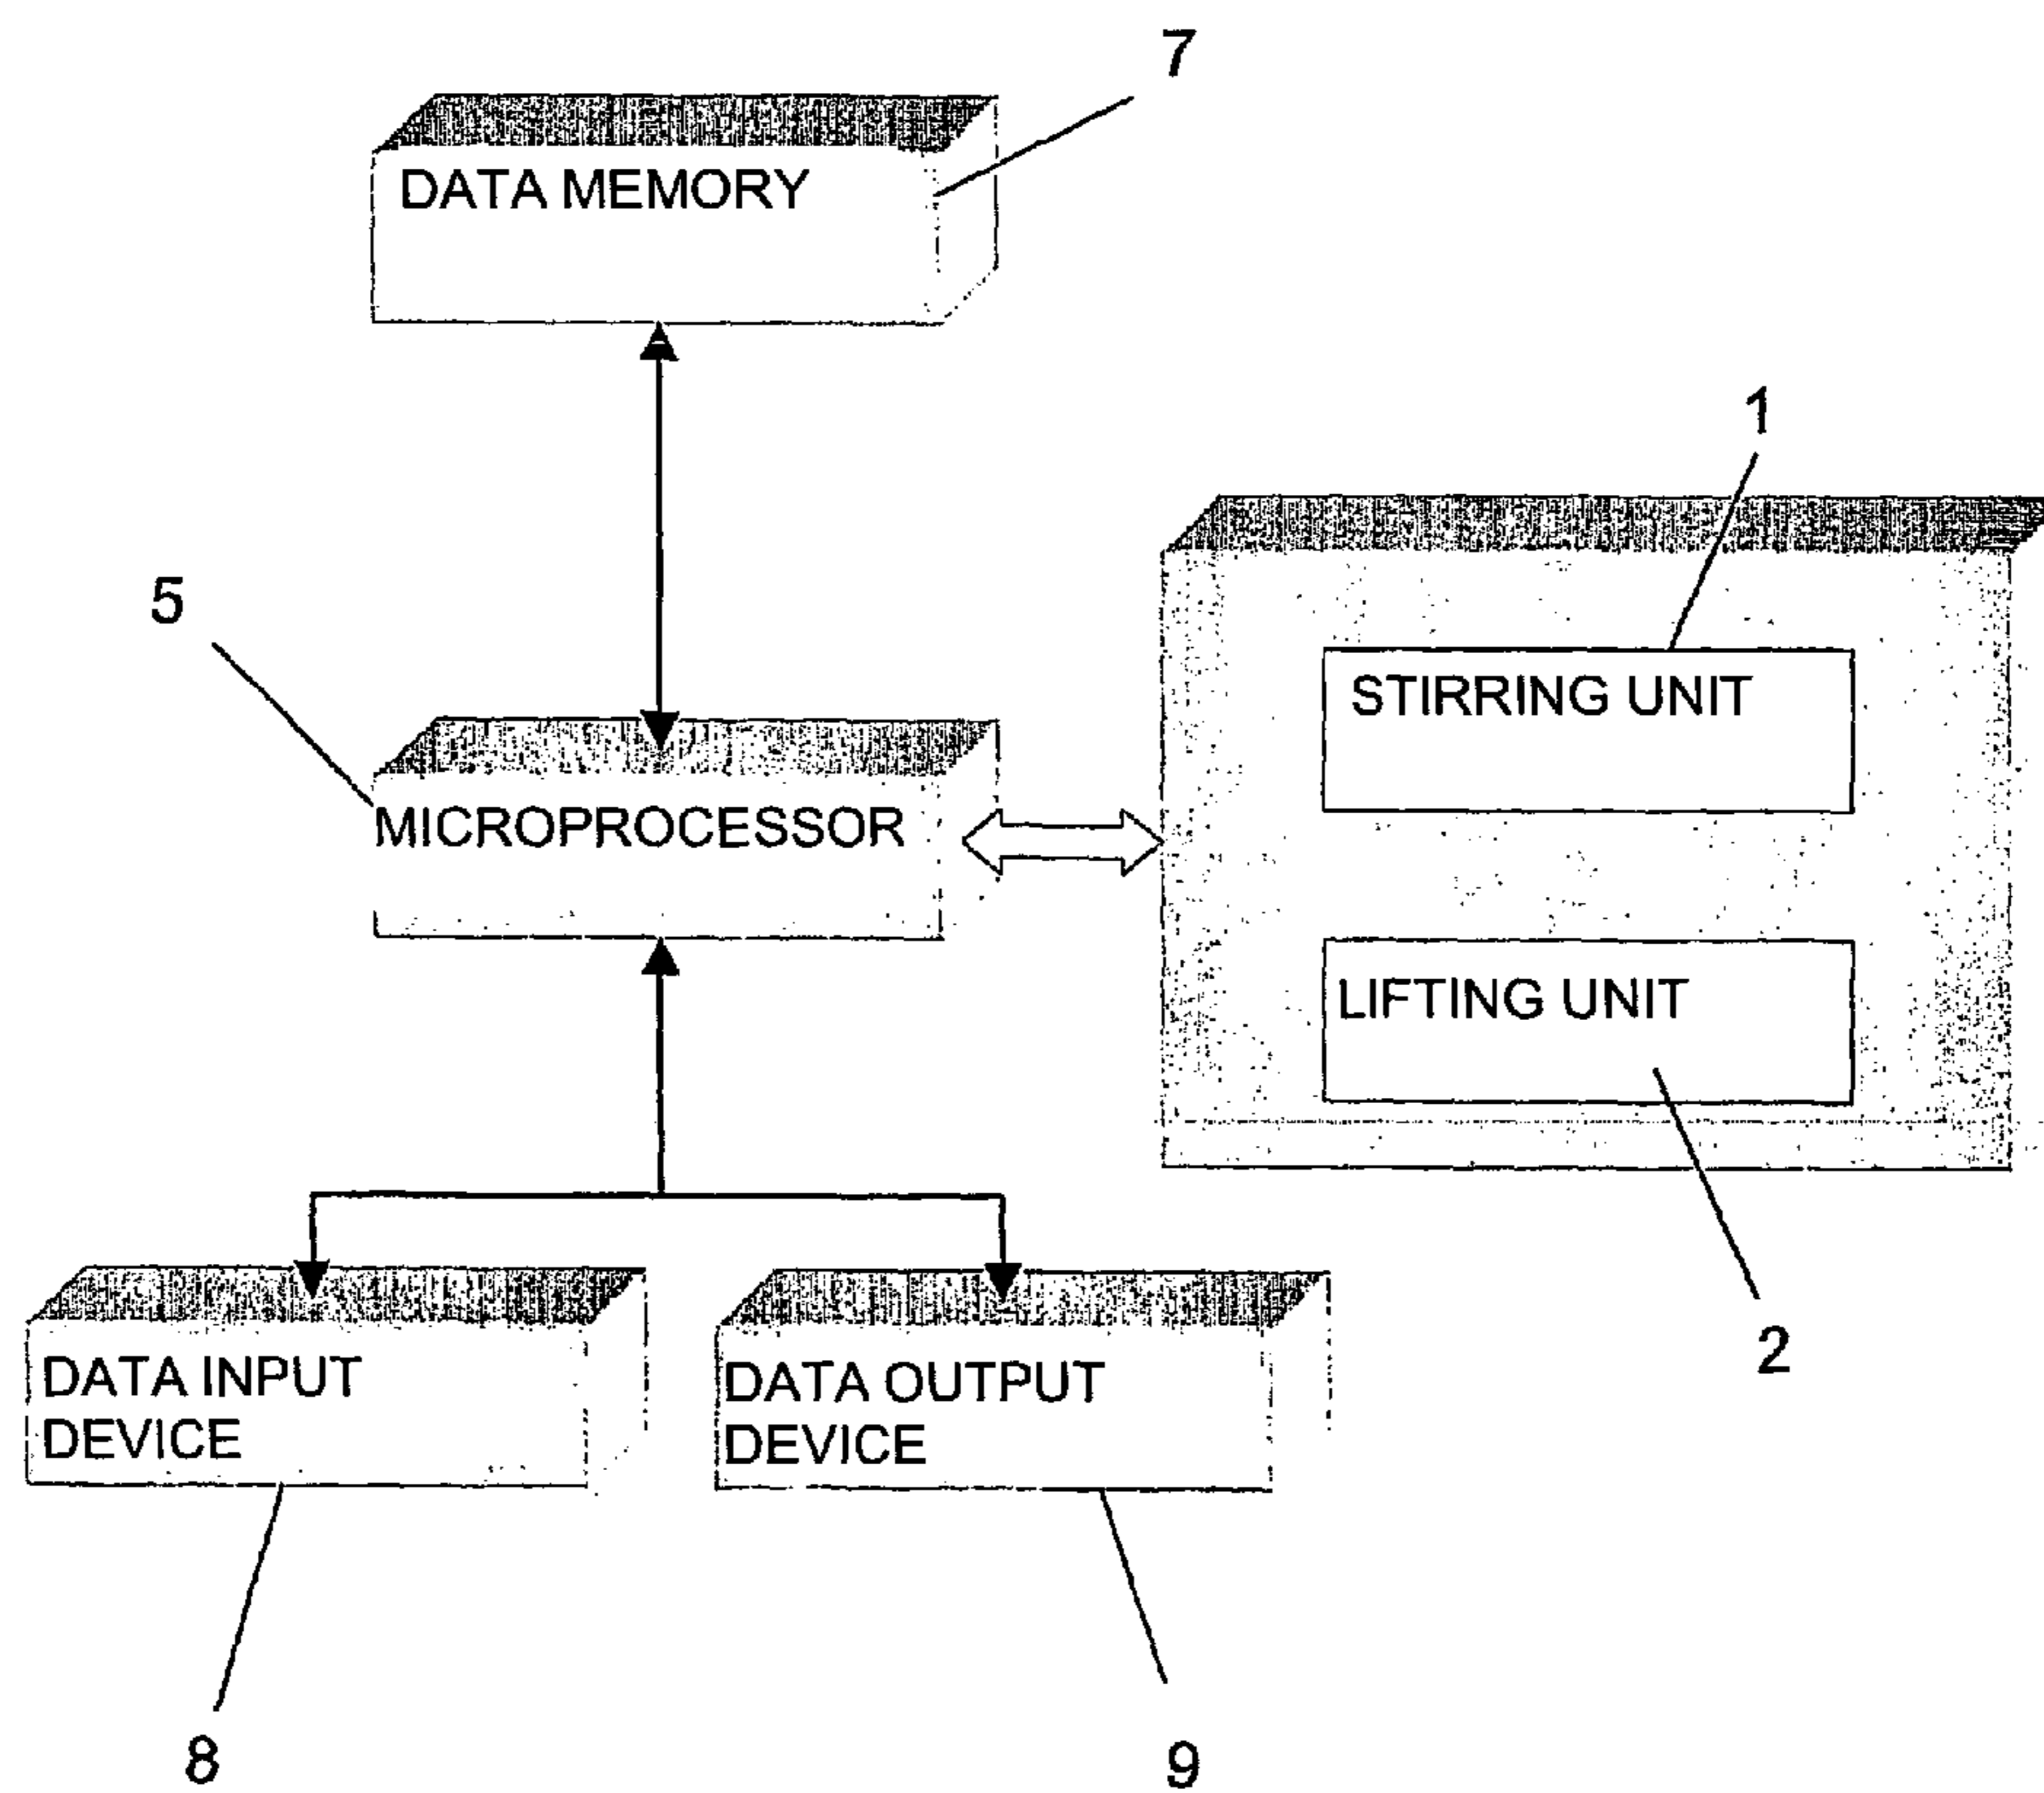 7
DATA MEMORY
1
5
STIRRING UNIT
MICROPROCESSOR
LIFTING UNIT
2
DATA INPUT
DEVICE
DATA OUTPUT
DEVICE
8
9